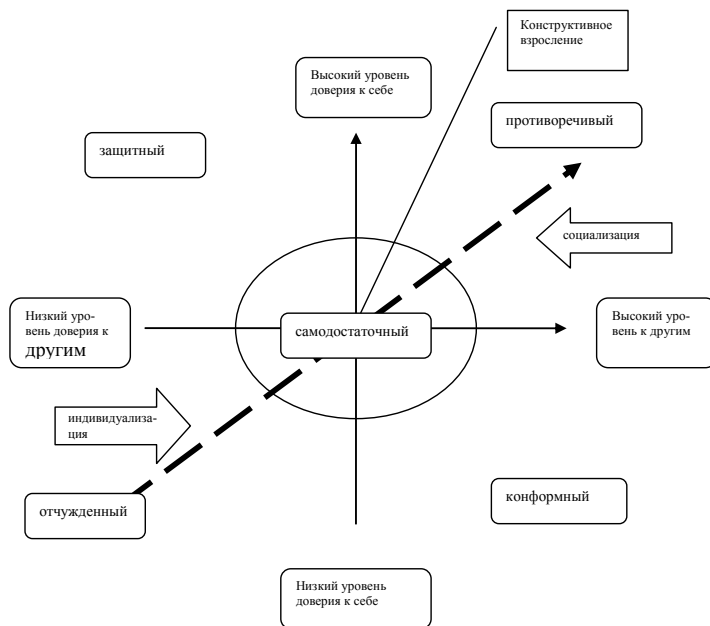 Конструктивное
взросление
Высокий уровень
доверия к себе
противоречивый
защитный
социализация
Низкий уро-
вень доверия к
другим
самодостаточный
Высокий уро-
вень к другим
индивидуализа-
ция
отчужденный
конформный
Низкий уровень
доверия к себе